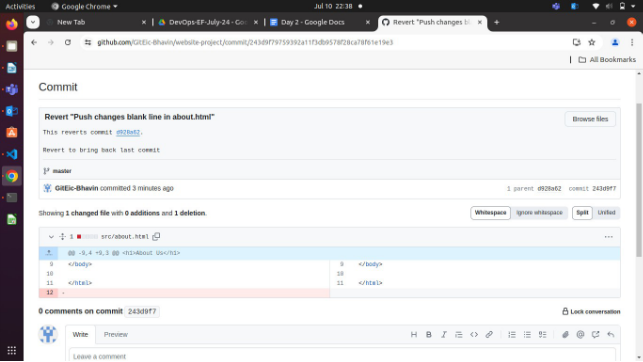 Activities
Google Chrome
Jul 10 22:38
New Tab
DevOps-EF-July-24 - Goo
Day 2 - Google Docs
Revert "Push changes bla
github.com/GitEic-Bhavin/website-project/commit/243d9f79759392a11f3db9578f28ca78f61e19e3
All Bookmarks
Commit
Revert "Push changes blank line in about.html"
Browse files
This reverts commit d928a62.
Revert to bring back last commit
master
GitEic-Bhavin committed 3 minutes ago
1 parent d928a62 commit 243d9f7
Showing 1 changed file with 0 additions and 1 deletion.
Whitespace Ignore whitespace Split Unified
1 src/about.html
@@ -9,4 +9,3 @@ <h1>About Us</h1>
9 </body> 9 </body>
10 10
11 </html> 11 </html>
12 -
0 comments on commit 243d9f7
Lock conversation
Write Preview
Leave a comment